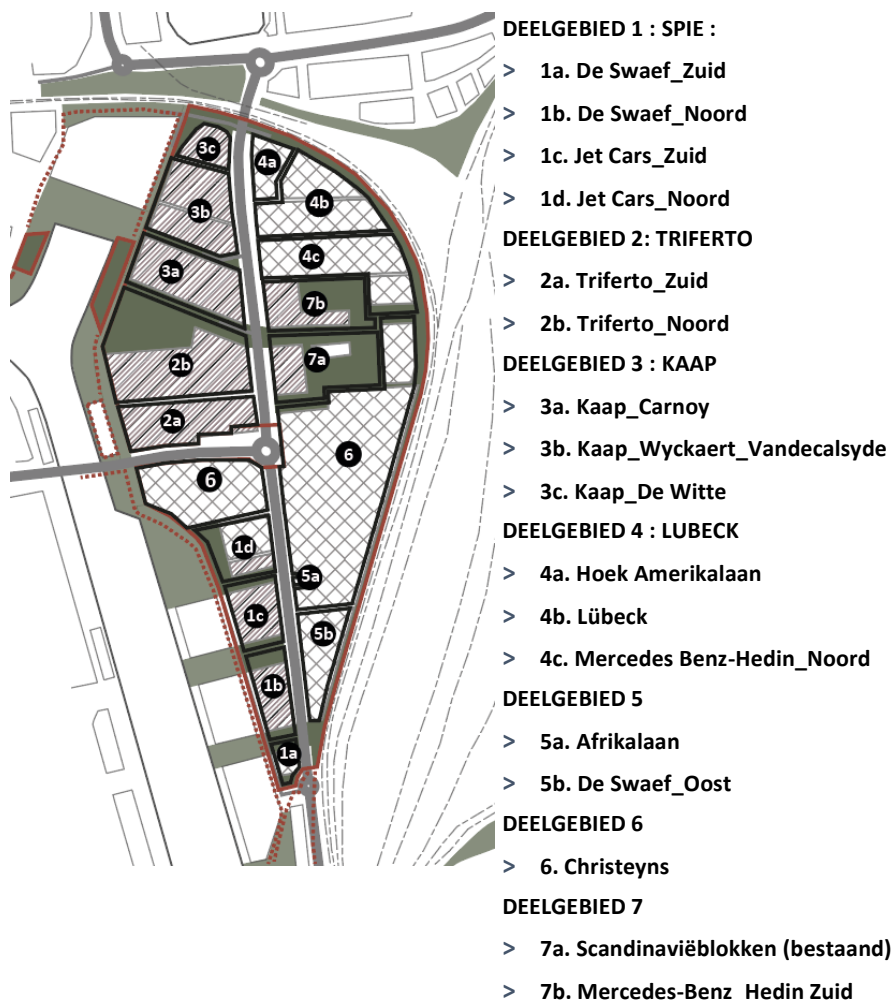 3c
4a
3b
4b
3a
4c
7b
2b
7a
2a
6
6
1d
5a
1c
5b
1b
1a
DEELGEBIED 1 : SPIE :
> 1a. De Swaef_Zuid
> 1b. De Swaef_Noord
> 1c. Jet Cars_Zuid
> 1d. Jet Cars_Noord
DEELGEBIED 2: TRIFERTO
> 2a. Triferto_Zuid
> 2b. Triferto_Noord
DEELGEBIED 3 : KAAP
> 3a. Kaap_Carnoy
> 3b. Kaap_Wyckaert_Vandecalsyde
> 3c. Kaap_De Witte
DEELGEBIED 4 : LUBECK
> 4a. Hoek Amerikalaan
> 4b. Lübeck
> 4c. Mercedes Benz-Hedin_Noord
DEELGEBIED 5
> 5a. Afrikalaan
> 5b. De Swaef_Oost
DEELGEBIED 6
> 6. Christeyns
DEELGEBIED 7
> 7a. Scandinaviëblokken (bestaand)
> 7b. Mercedes-Benz_Hedin Zuid